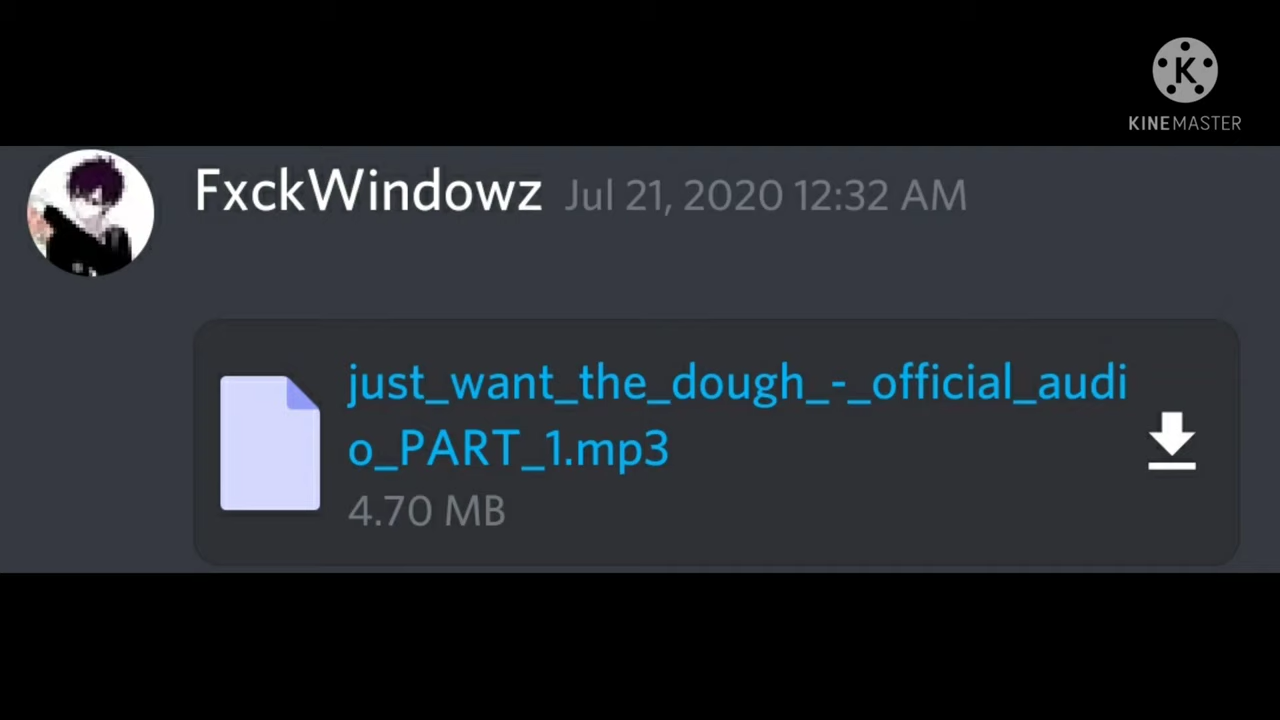 K
KINEMASTER
FxckWindowz Jul 21, 2020 12:32 AM
just_want_the_dough_-_official_audi
o_PART_1.mp3
4.70 MB